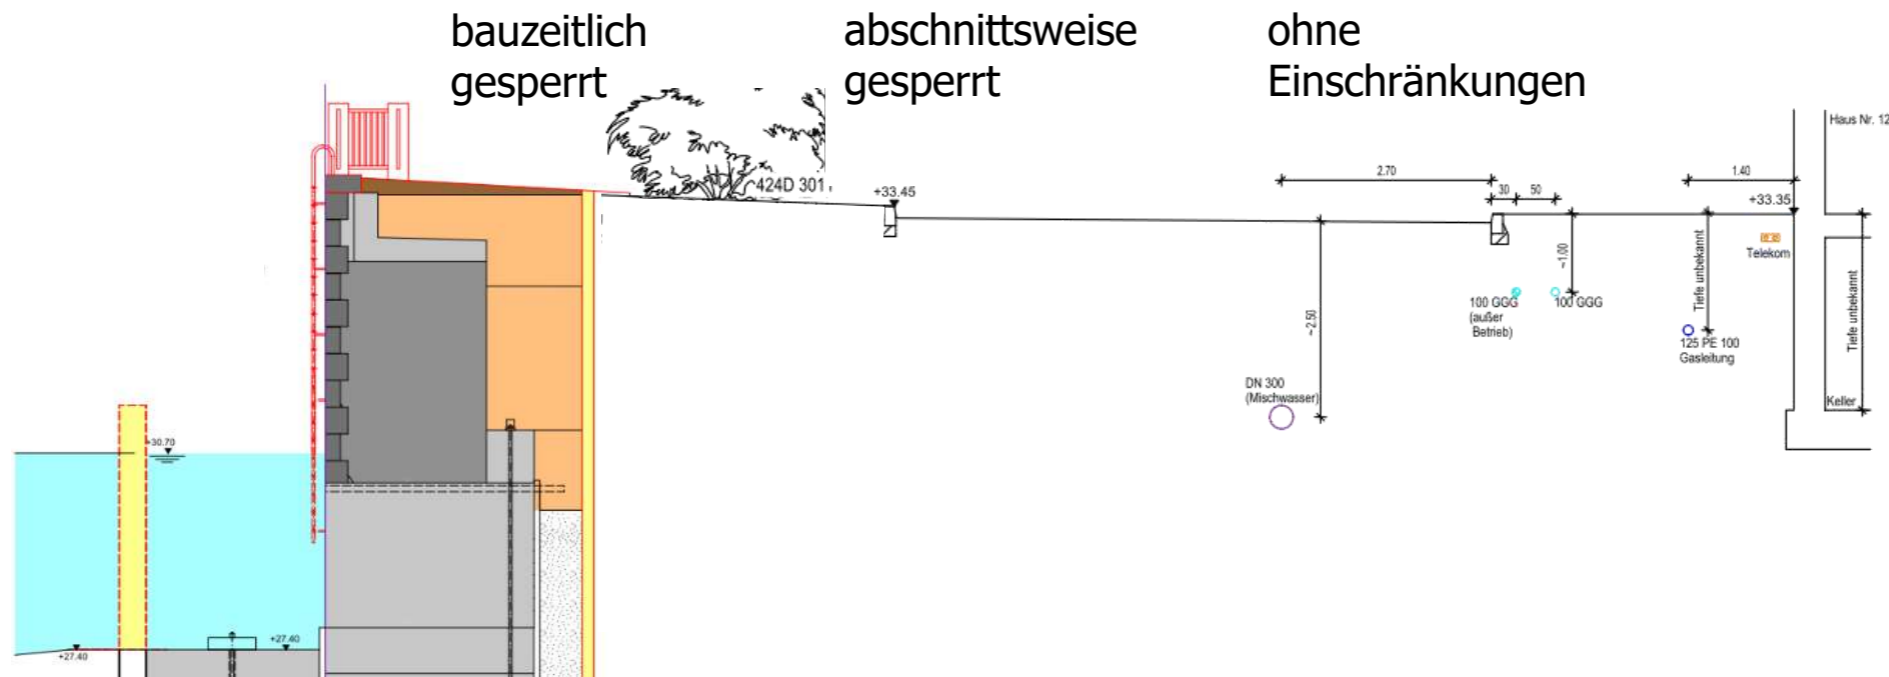 bauzeitlich
gesperrt
abschnittsweise
gesperrt
ohne
Einschränkungen
Haus Nr. 12
424D 301
+33.45
2.70
30
50
1.40
+33.35
Telekom
~1.00
Tiefe unbekannt
Tiefe unbekannt
100 GGG
(außer
Betrieb)
100 GGG
~2.50
125 PE 100
Gasleitung
DN 300
(Mischwasser)
Keller
+30.70
+27.40
+27.40